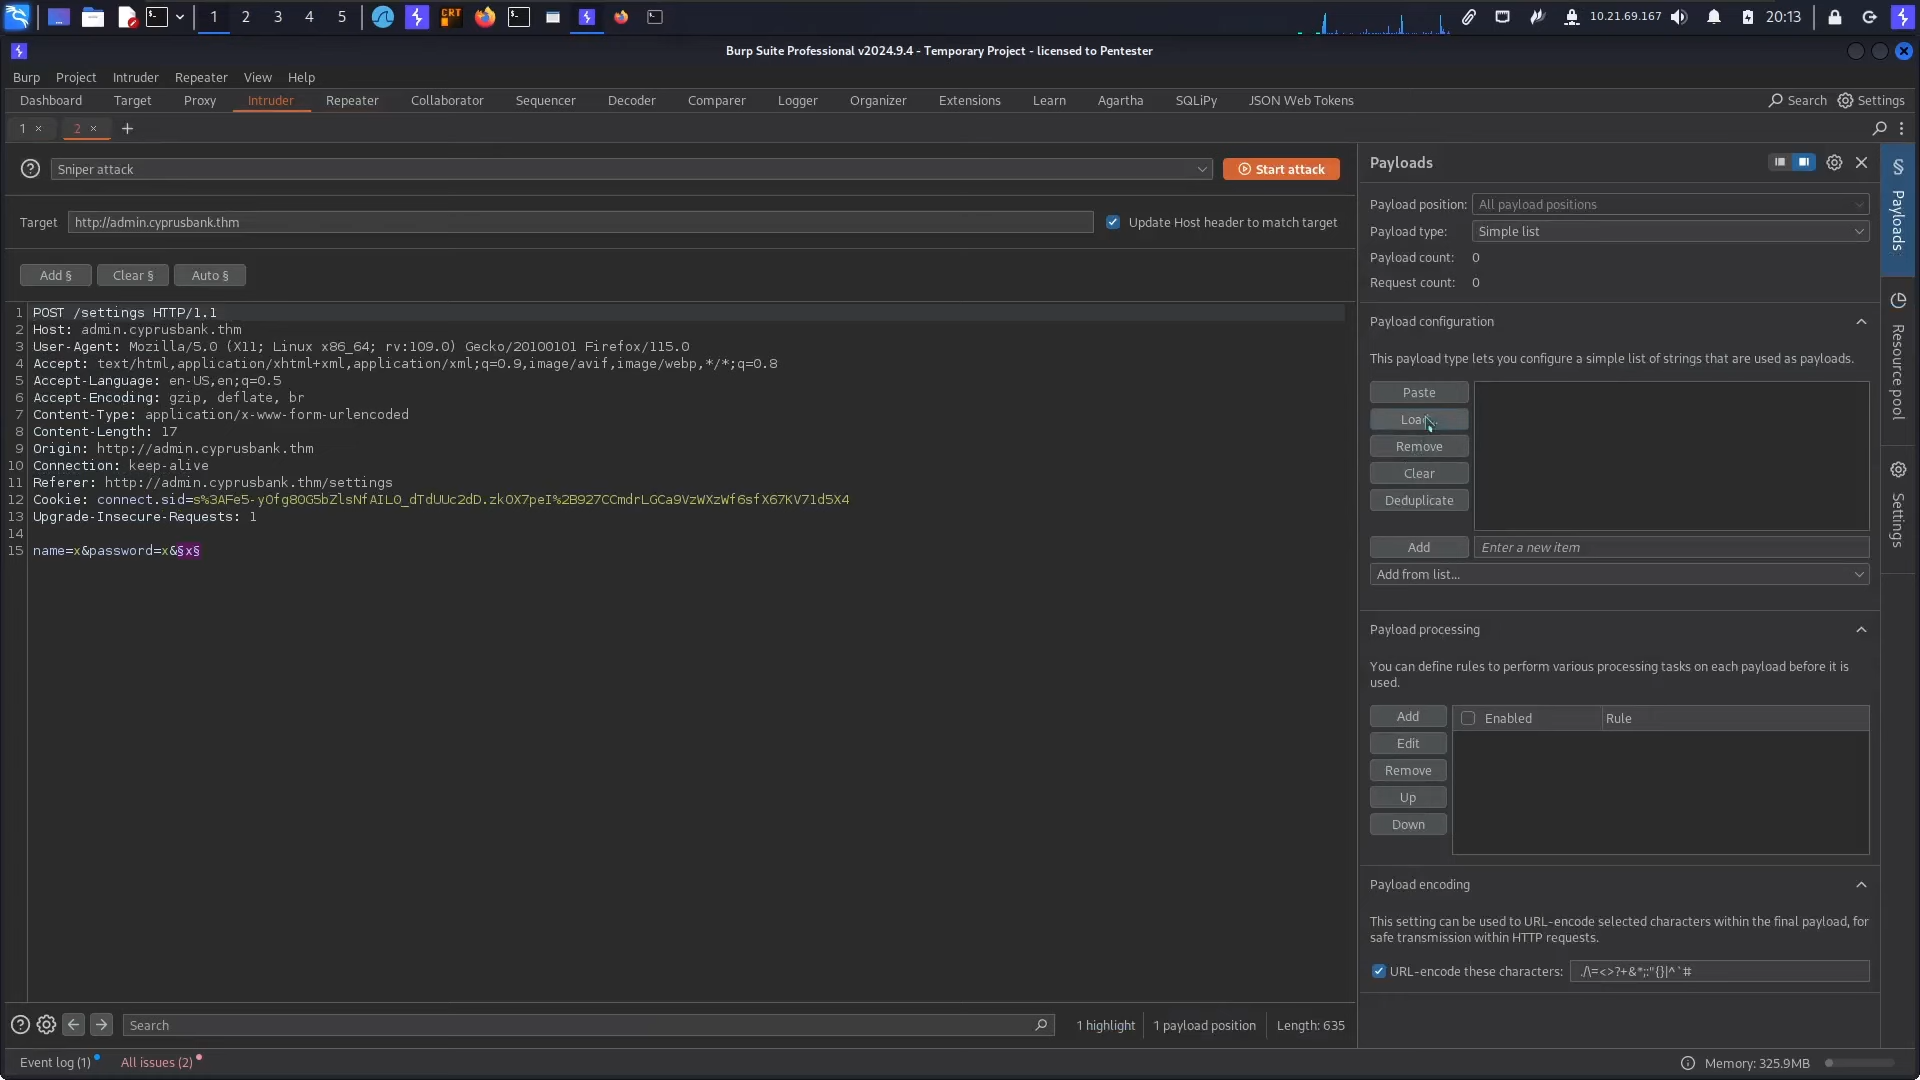 1 2 3 4 5 CRT 10.21.69.167 20:13
Burp Suite Professional v2024.9.4 - Temporary Project - licensed to Pentester
Burp Project Intruder Repeater View Help
Dashboard Target Proxy Intruder Repeater Collaborator Sequencer Decoder Comparer Logger Organizer Extensions Learn Agartha SQLiPy JSON Web Tokens Search Settings
1 × 2 × +
Sniper attack
Start attack
Target http://admin.cyprusbank.thm
Update Host header to match target
Add § Clear § Auto §
1 POST /settings HTTP/1.1
2 Host: admin.cyprusbank.thm
3 User-Agent: Mozilla/5.0 (X11; Linux x86_64; rv:109.0) Gecko/20100101 Firefox/115.0
4 Accept: text/html,application/xhtml+xml,application/xml;q=0.9,image/avif,image/webp,*/*;q=0.8
5 Accept-Language: en-US,en;q=0.5
6 Accept-Encoding: gzip, deflate, br
7 Content-Type: application/x-www-form-urlencoded
8 Content-Length: 17
9 Origin: http://admin.cyprusbank.thm
10 Connection: keep-alive
11 Referer: http://admin.cyprusbank.thm/settings
12 Cookie: connect.sid=
13 Upgrade-Insecure-Requests: 1
14
15 name=x&password=x&§x§
Search
1 highlight
1 payload position
Length: 635
Payloads
Payload position: All payload positions
Payload type: Simple list
Payload count: 0
Request count: 0
Payload configuration
This payload type lets you configure a simple list of strings that are used as payloads.
Paste
Remove
Clear
Deduplicate
Add Enter a new item
Add from list...
Payload processing
You can define rules to perform various processing tasks on each payload before it is
used.
Add
Edit
Remove
Up
Down
Enabled Rule
Payload encoding
This setting can be used to URL-encode selected characters within the final payload, for
safe transmission within HTTP requests.
URL-encode these characters: ./\=<>?+&*;:"{}|^`#
§ Payloads
Resource pool
Settings
Event log (1) All issues (2)
Memory: 325.9MB